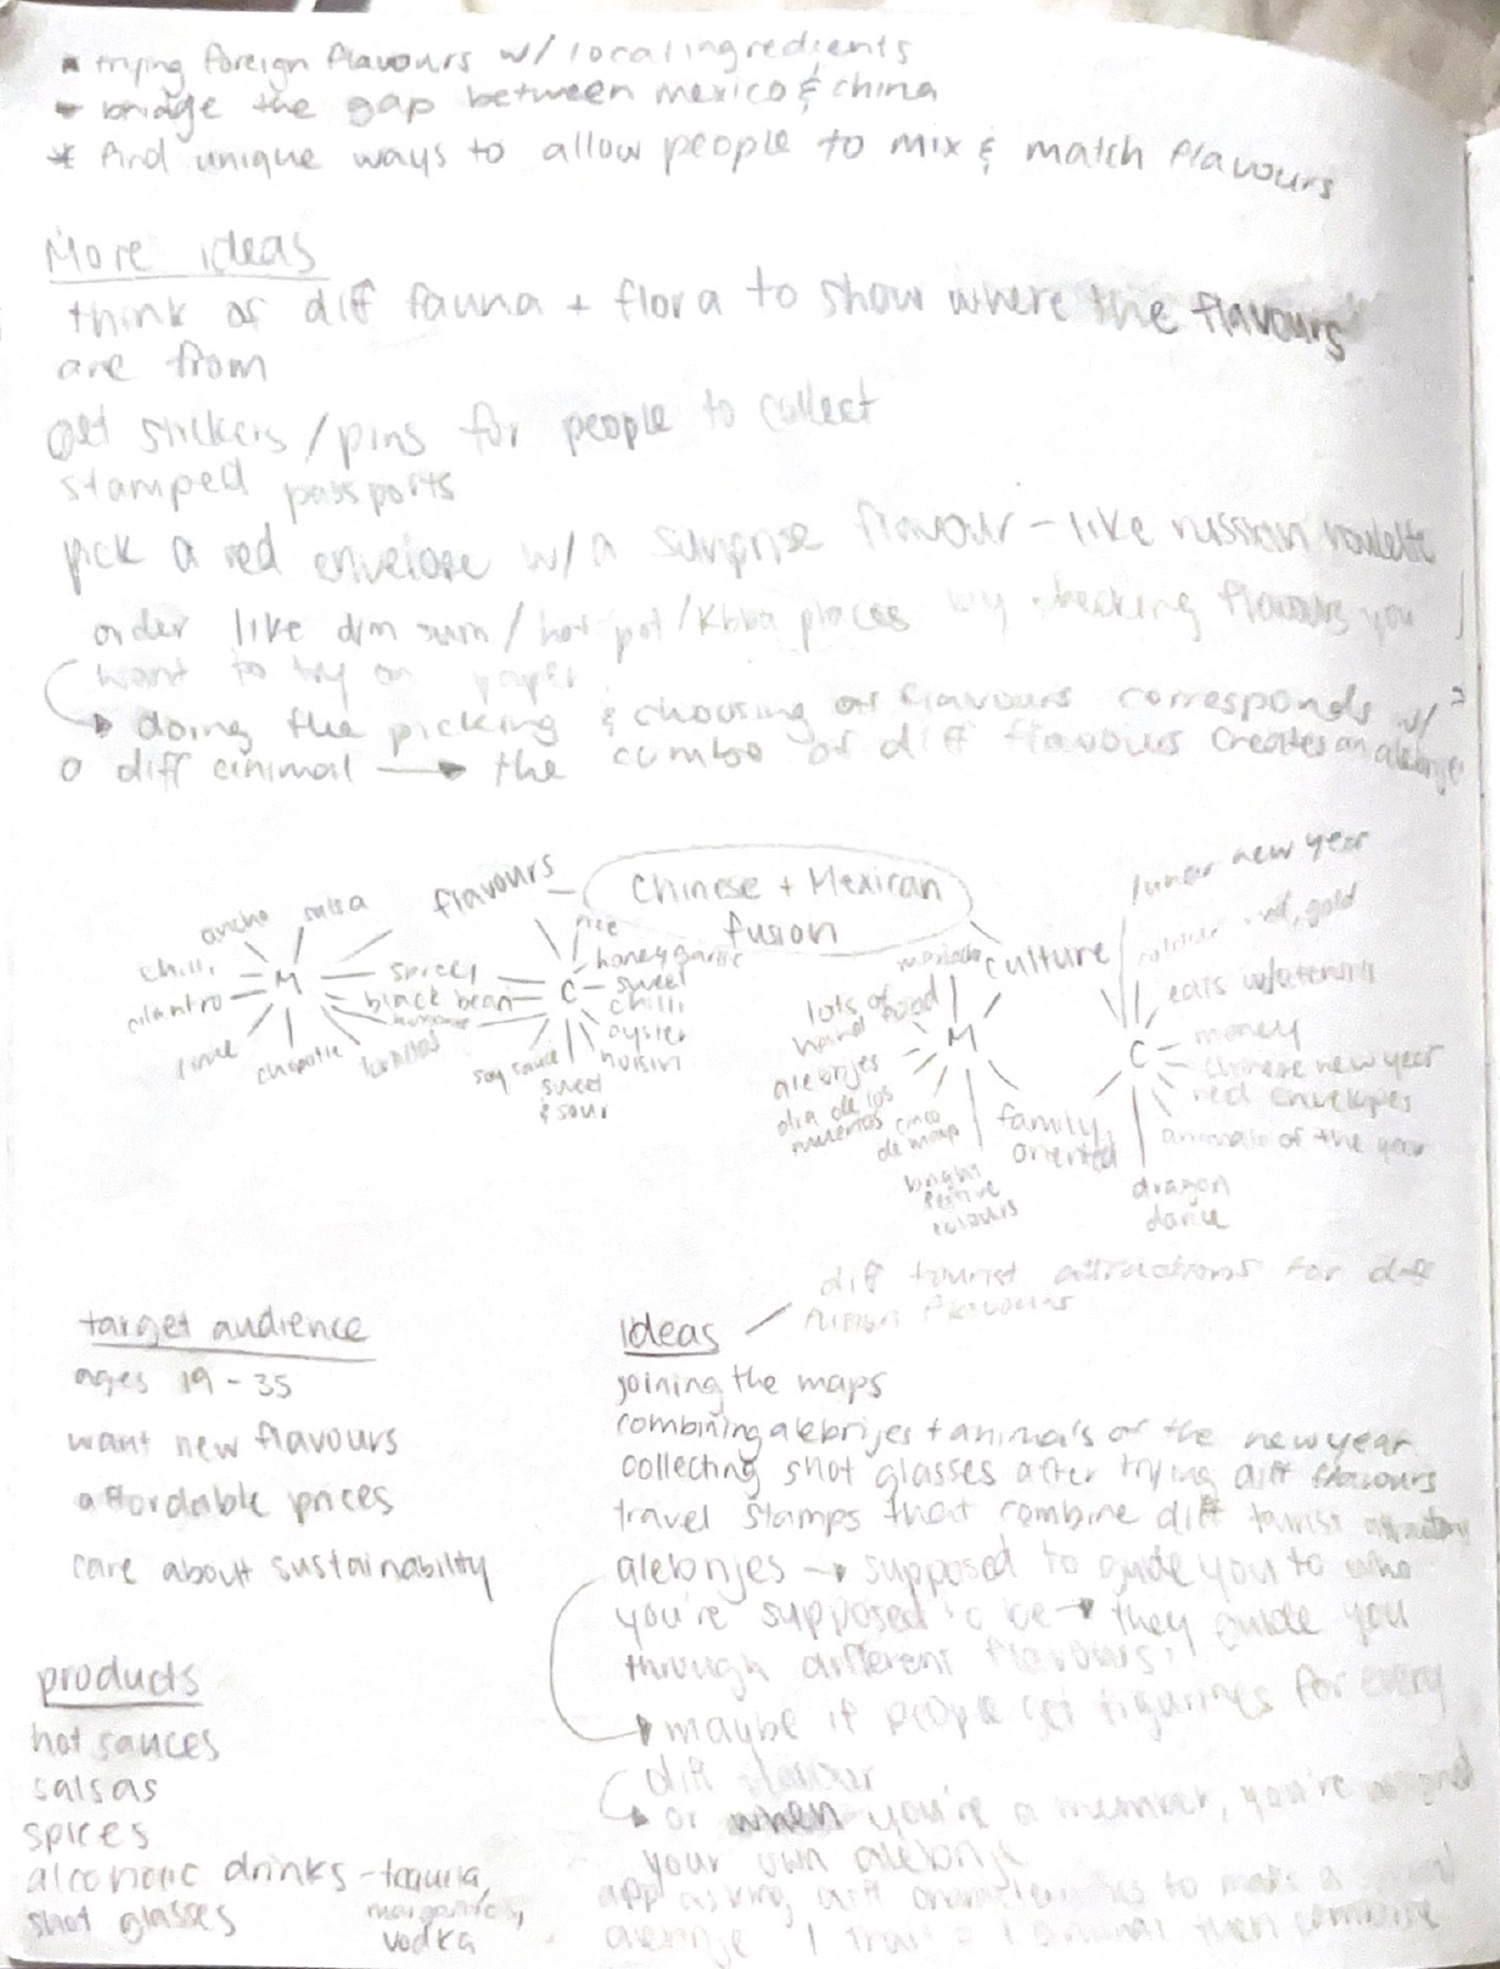 trying foreign flavours w/ local ingredients
bridge the gap between mexico & china
* find unique ways to allow people to mix & match flavours
More ideas
think of diff fauna + flora to show where the flavours
are from
get stickers/pins for people to collect
stamped passports
pick a red envelope w/ a surprise flavour - like russian roulette
order like dim sum/hot pot/kbbq places by checking flavours you
want to try on paper
→ doing the picking & choosing of flavours corresponds w/
a diff animal → the combo of diff flavours creates an alebrije
Chinese + Mexican
fusion
flavours
M
ancho
salsa
chilli
cilantro
lime
chipotle
tortillas
spicey
black bean
C
rice
honey garlic
sweet
chilli
oyster
hoisin
soy sauce
sweet
& sour
culture
M
mariachi
lots of
hand food
alebrijes
dia de los
muertos
cinco
de mayo
bright
festive
colours
family
oriented
C
lunar new year
red, gold
eats w/
money
chinese new year
red envelopes
animals of the year
dragon
dance
target audience
ages 19-35
want new flavours
affordable prices
care about sustainability
products
hot sauces
salsas
spices
alcoholic drinks - tequila,
margaritas,
vodka
shot glasses
ideas
diff tourist attractions for diff
fusion flavours
joining the maps
combining alebrijes + animals of the new year
collecting shot glasses after trying diff flavours
travel stamps that combine diff tourist attractions
alebrijes → supposed to guide you to who
you're supposed to be → they guide you
through different flavours
→ maybe if people get figurines for every
diff flavour
→ or when you're a member, you're
your own alebrije
app asking diff characteristics to make a
alebrije 1 trait = 1 animal then combine